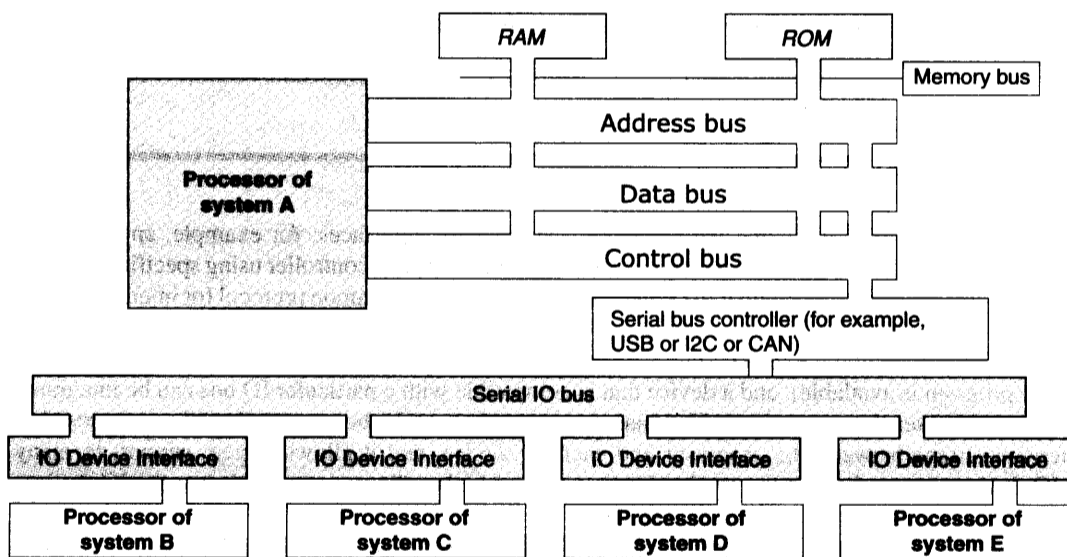 RAM
ROM
Memory bus
Address bus
Processor of
system A
Data bus
Control bus
Serial bus controller (for example,
USB or I2C or CAN)
Serial IO bus
IO Device Interface
IO Device Interface
IO Device Interface
IO Device Interface
Processor of
system B
Processor of
system C
Processor of
system D
Processor of
system E